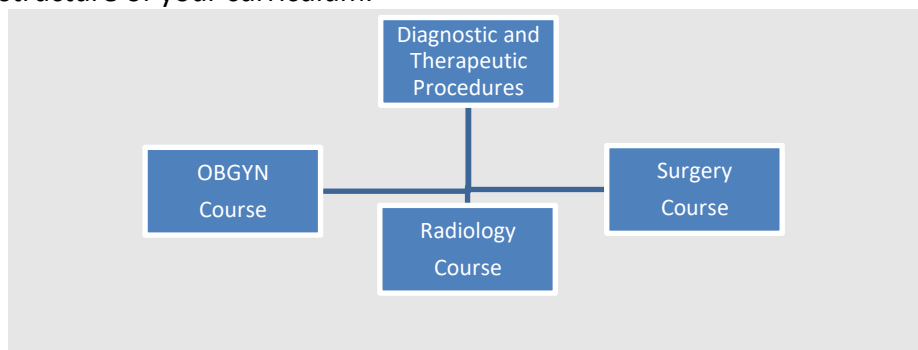 structure of your curriculum.
Diagnostic and
Therapeutic
Procedures
OBGYN
Course
Surgery
Course
Radiology
Course